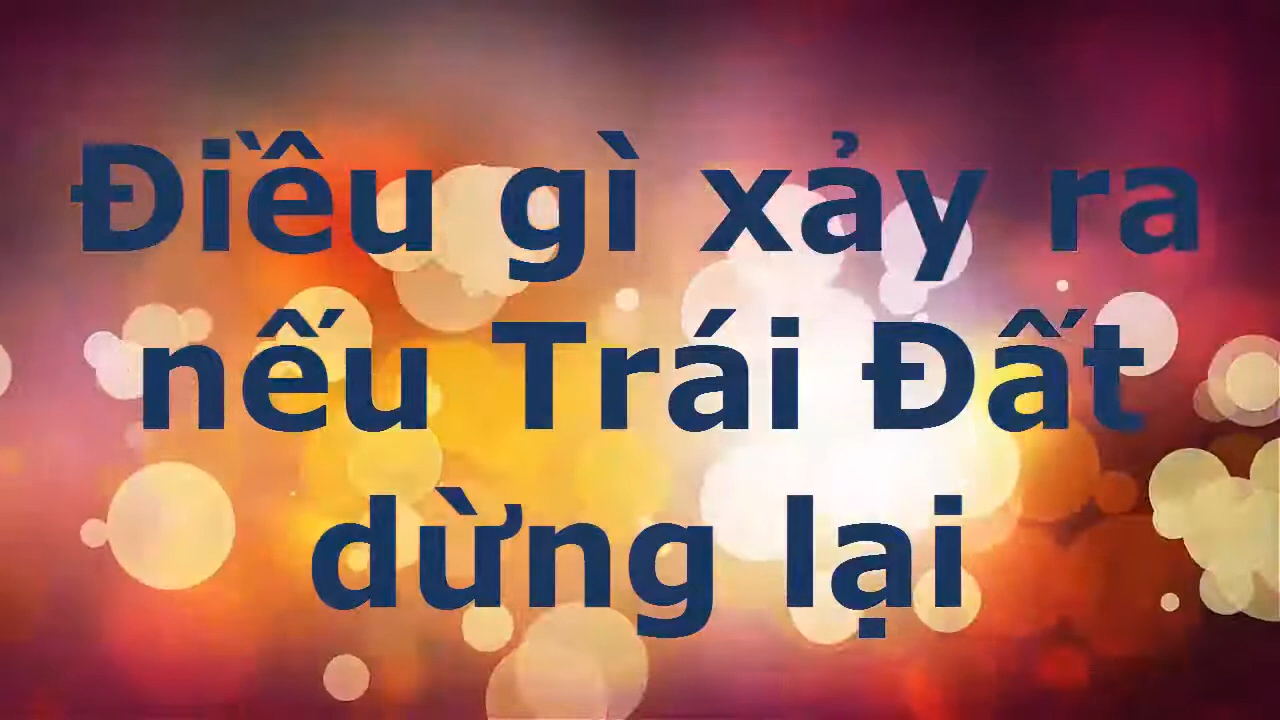 Điều gì xảy ra
nếu Trái Đất
dừng lại